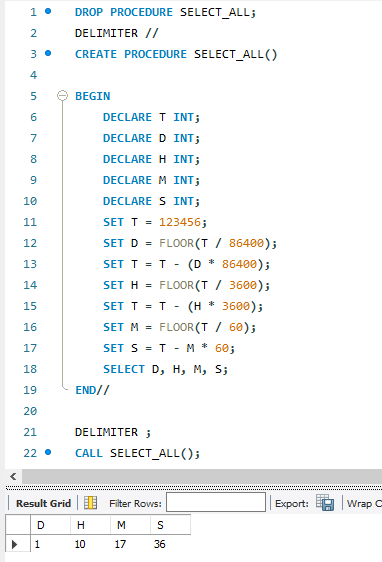 1 DROP PROCEDURE SELECT_ALL;
2 DELIMITER //
3 CREATE PROCEDURE SELECT_ALL()
4
5 BEGIN
6 DECLARE T INT;
7 DECLARE D INT;
8 DECLARE H INT;
9 DECLARE M INT;
10 DECLARE S INT;
11 SET T = 123456;
12 SET D = FLOOR(T / 86400);
13 SET T = T - (D * 86400);
14 SET H = FLOOR(T / 3600);
15 SET T = T - (H * 3600);
16 SET M = FLOOR(T / 60);
17 SET S = T - M * 60;
18 SELECT D, H, M, S;
19 END//
20
21 DELIMITER ;
22 CALL SELECT_ALL();
Result Grid Filter Rows: Export: Wrap C
D H M S
1 10 17 36